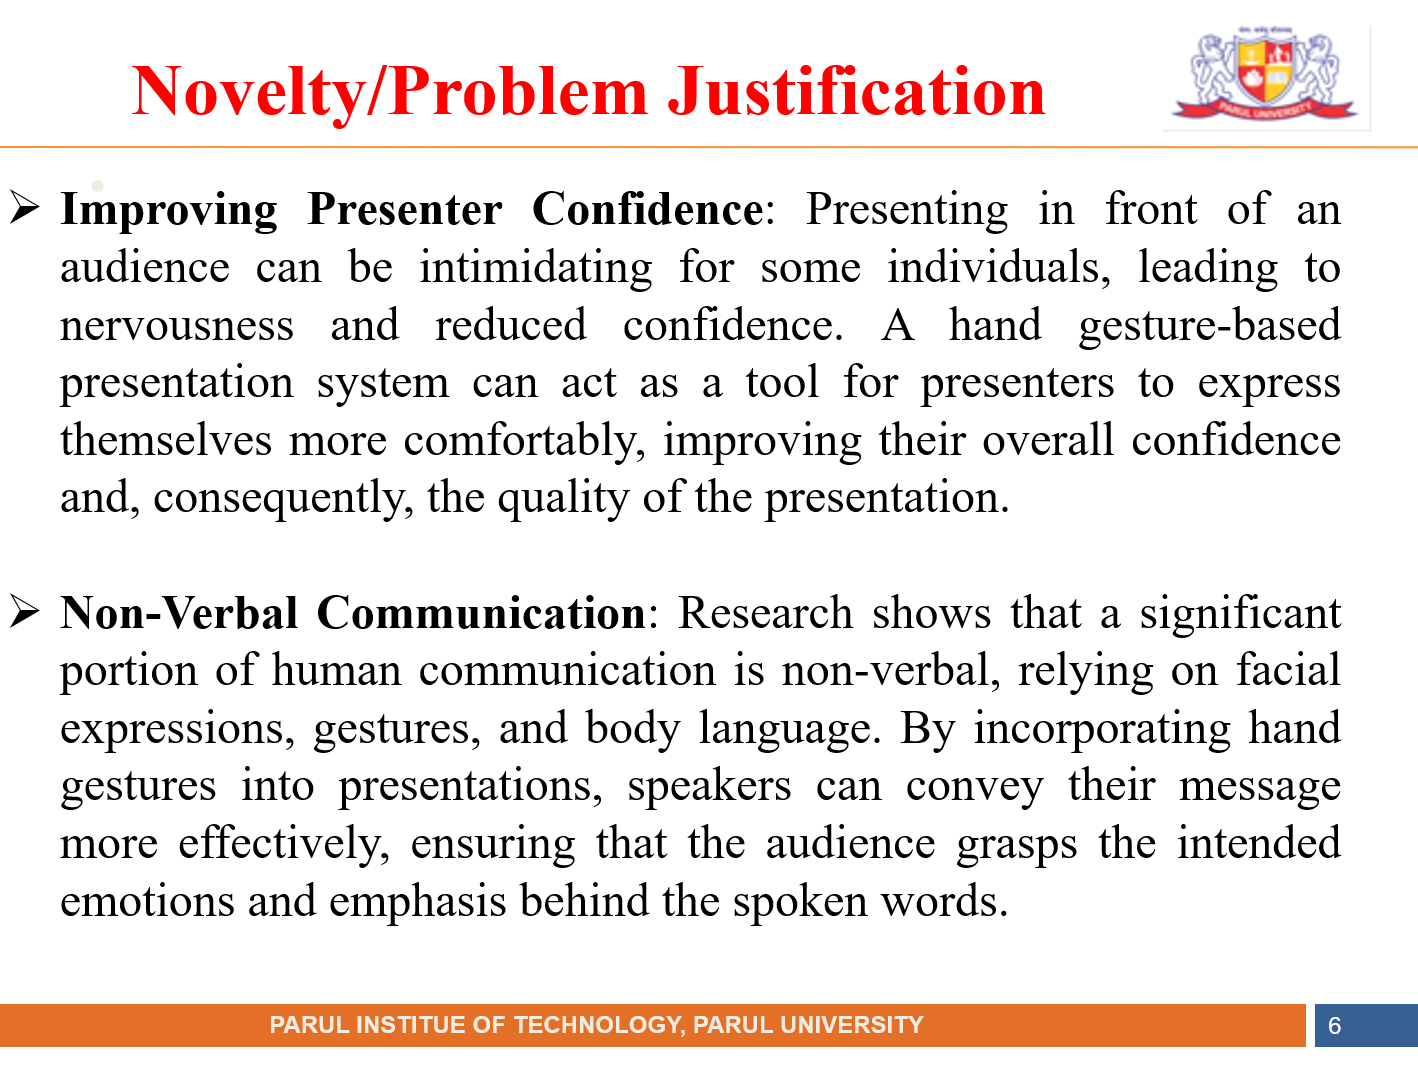 Novelty/Problem Justification
PARUL UNIVERSITY
➢ Improving Presenter Confidence: Presenting in front of an
audience can be intimidating for some individuals, leading to
nervousness and reduced confidence. A hand gesture-based
presentation system can act as a tool for presenters to express
themselves more comfortably, improving their overall confidence
and, consequently, the quality of the presentation.
➢ Non-Verbal Communication: Research shows that a significant
portion of human communication is non-verbal, relying on facial
expressions, gestures, and body language. By incorporating hand
gestures into presentations, speakers can convey their message
more effectively, ensuring that the audience grasps the intended
emotions and emphasis behind the spoken words.
PARUL INSTITUE OF TECHNOLOGY, PARUL UNIVERSITY
6